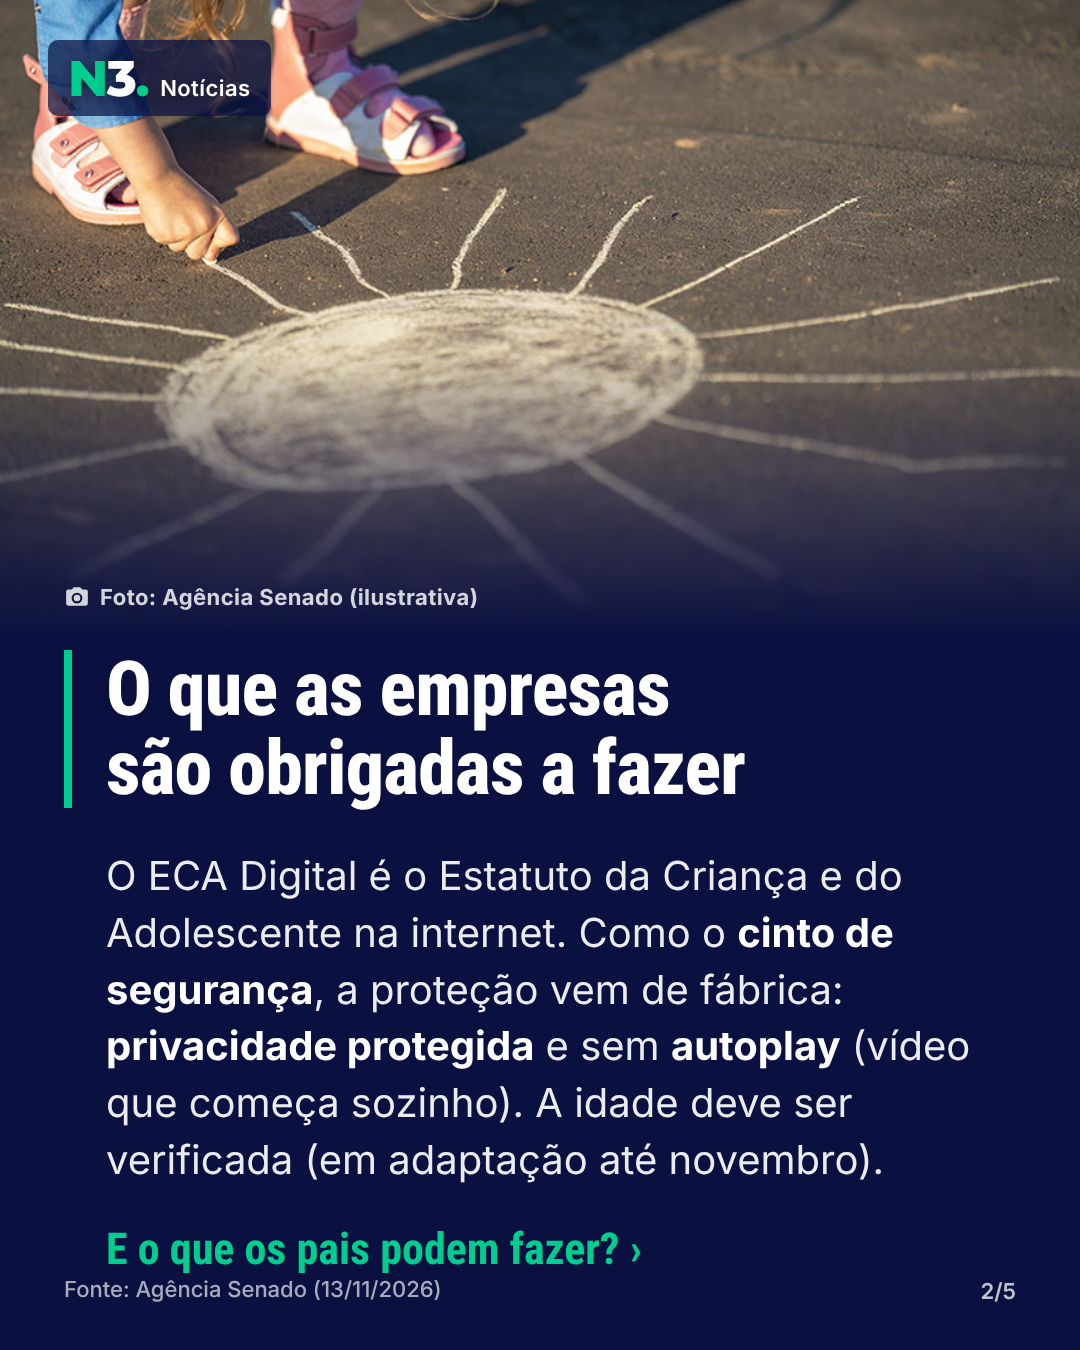 N3. Notícias
Foto: Agência Senado (ilustrativa)
O que as empresas
são obrigadas a fazer
O ECA Digital é o Estatuto da Criança e do
Adolescente na internet. Como o cinto de
segurança, a proteção vem de fábrica:
privacidade protegida e sem autoplay (vídeo
que começa sozinho). A idade deve ser
verificada (em adaptação até novembro).
E o que os pais podem fazer? ›
Fonte: Agência Senado (13/11/2026)
2/5